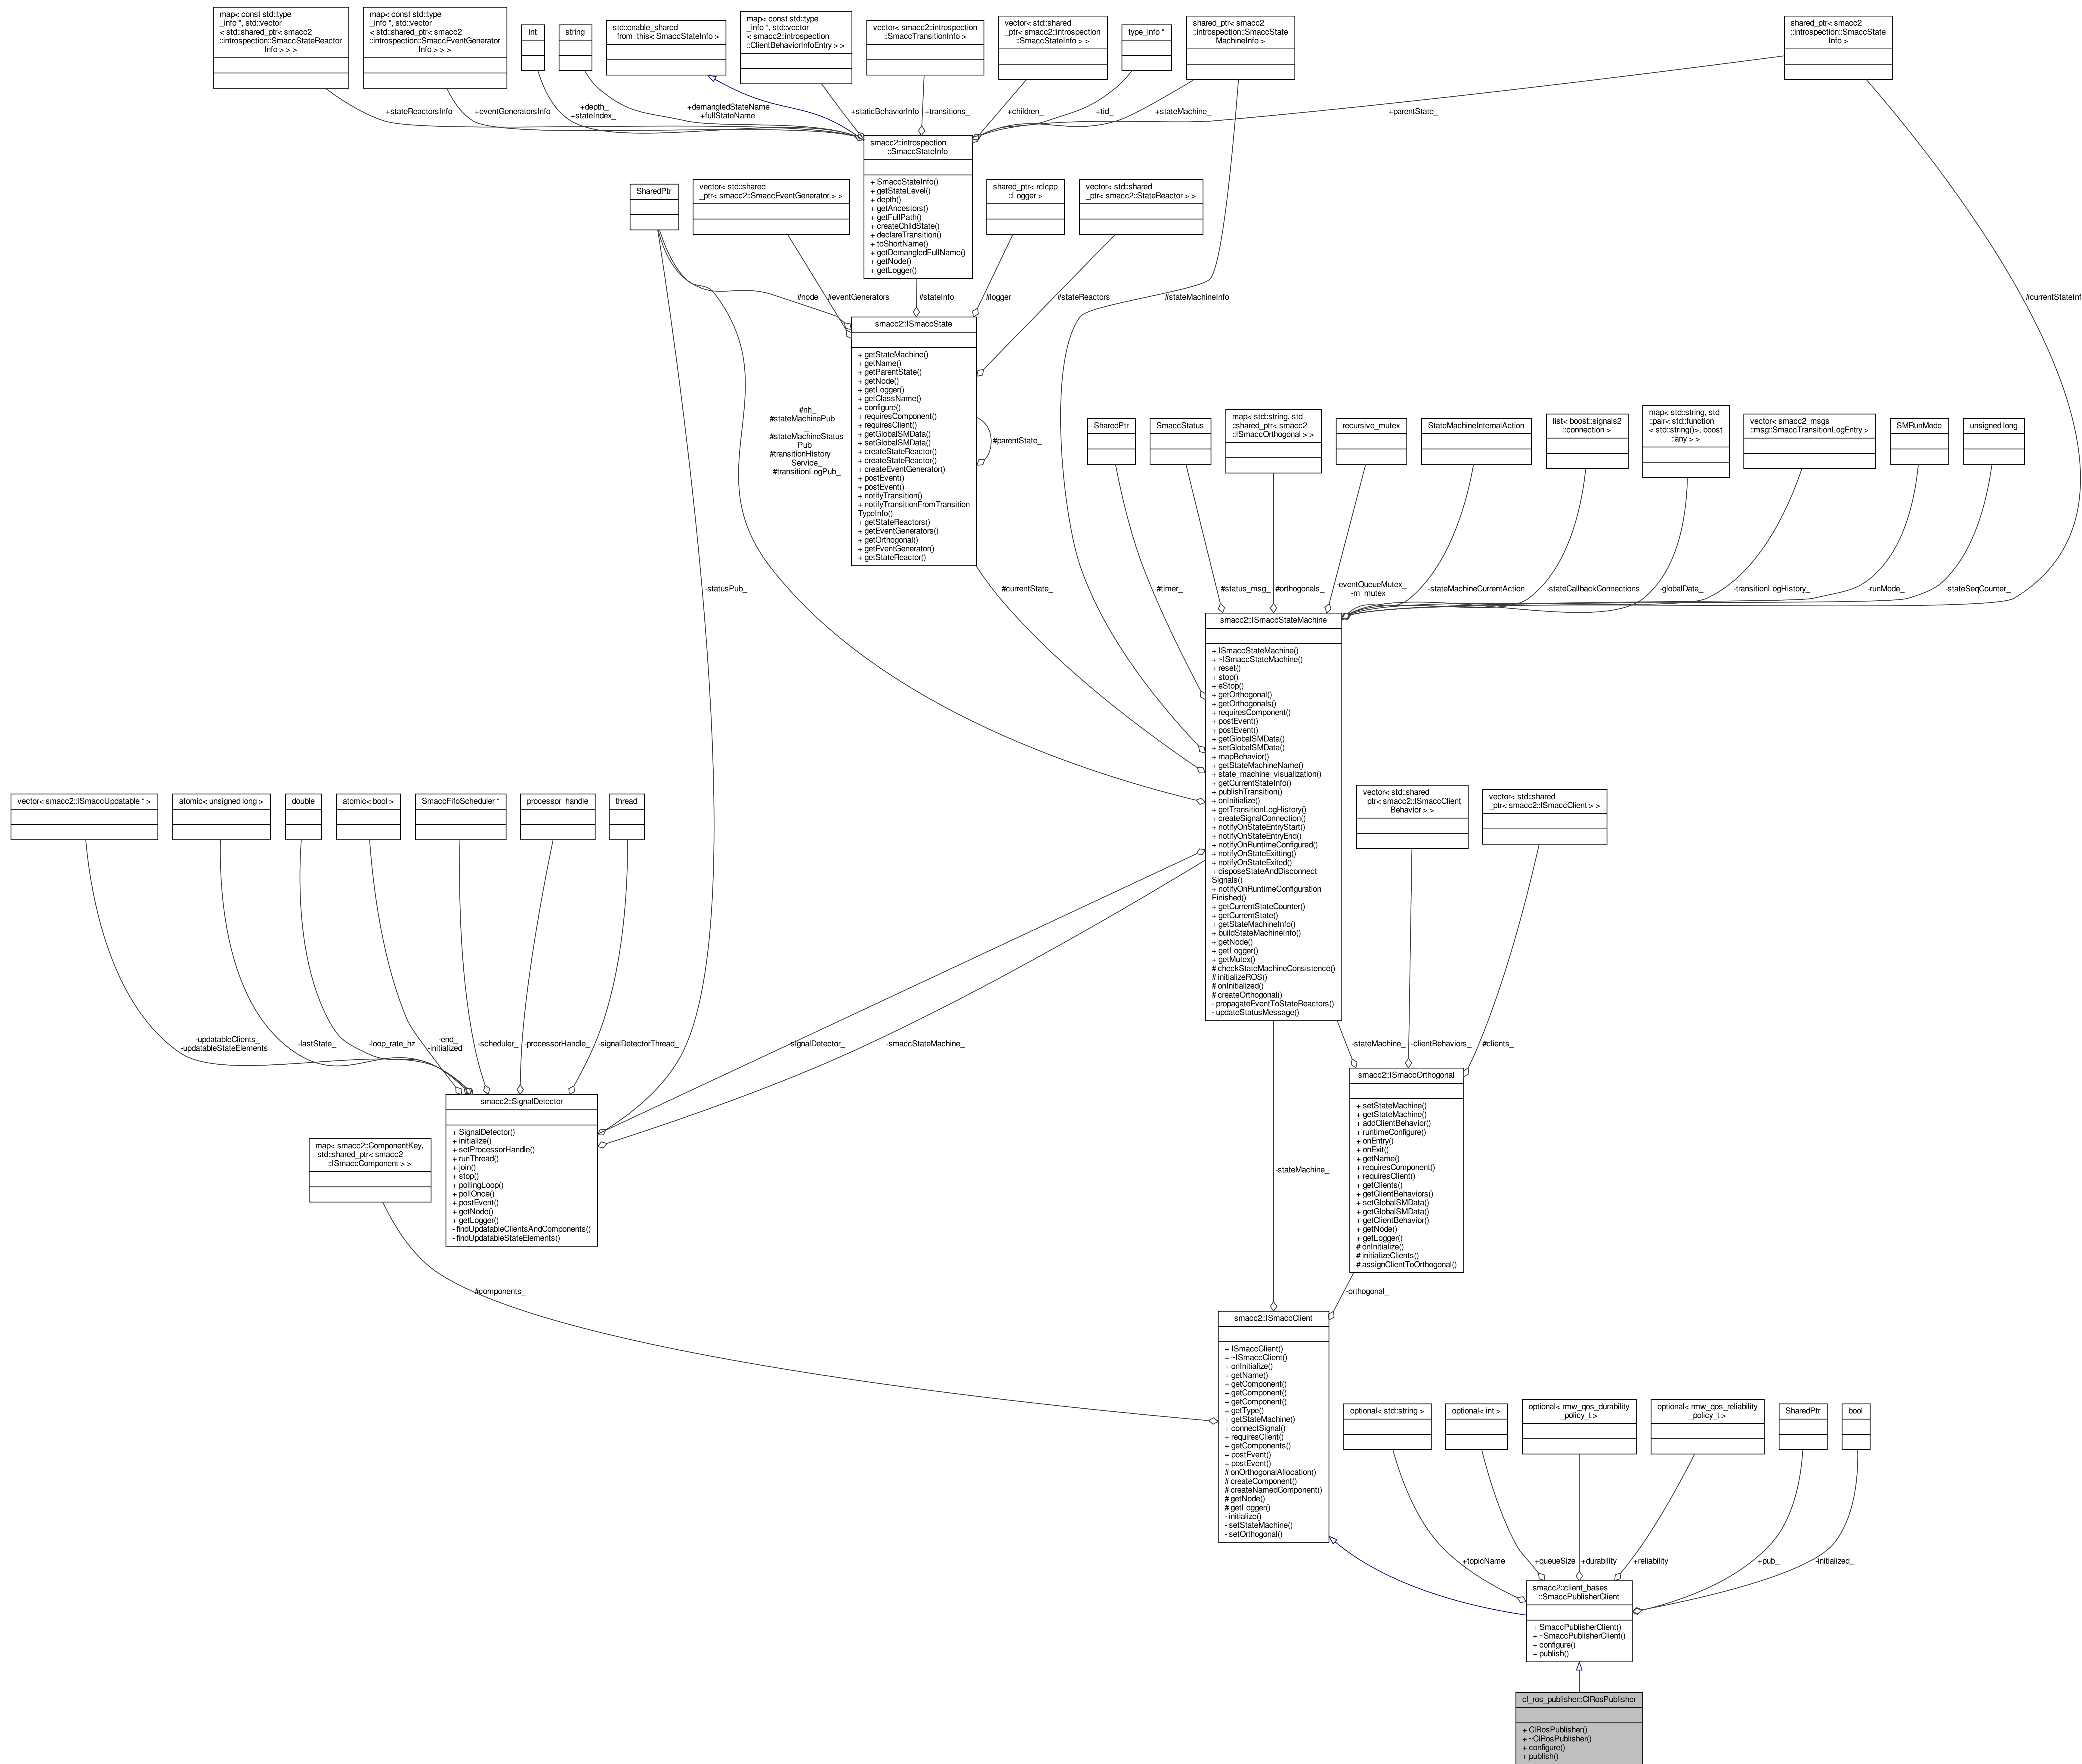 map< const std::type
_info *, std::vector
< std::shared_ptr< smacc2
::introspection::SmaccStateReactor
Info > > >
map< const std::type
_info *, std::vector
< std::shared_ptr< smacc2
::introspection::SmaccEventGenerator
Info > > >
int
string
std::enable_shared
_from_this< SmaccStateInfo >
map< const std::type
_info *, std::vector
< smacc2::introspection
::ClientBehaviorInfoEntry > >
vector< smacc2::introspection
::SmaccTransitionInfo >
vector< std::shared
_ptr< smacc2::introspection
::SmaccStateInfo > >
type_info *
shared_ptr< smacc2
::introspection::SmaccState
MachineInfo >
shared_ptr< smacc2
::introspection::SmaccState
Info >
+stateReactorsInfo
+eventGeneratorsInfo
+depth_
+stateIndex_
+demangledStateName
+fullStateName
+staticBehaviorInfo
+transitions_
+children_
+tid_
+stateMachine_
+parentState_
smacc2::introspection
::SmaccStateInfo
+ SmaccStateInfo()
+ getStateLevel()
+ depth()
+ getAncestors()
+ getFullPath()
+ createChildState()
+ declareTransition()
+ toShortName()
+ getDemangledFullName()
+ getNode()
+ getLogger()
SharedPtr
vector< std::shared
_ptr< smacc2::SmaccEventGenerator > >
shared_ptr< rclcpp
::Logger >
vector< std::shared
_ptr< smacc2::StateReactor > >
#node_
#eventGenerators_
#stateInfo_
#logger_
#stateReactors_
#stateMachineInfo_
#currentStateInf
smacc2::ISmaccState
+ getStateMachine()
+ getName()
+ getParentState()
+ getNode()
+ getLogger()
+ getClassName()
+ configure()
+ requiresComponent()
+ requiresClient()
+ getGlobalSMData()
+ setGlobalSMData()
+ createStateReactor()
+ createStateReactor()
+ createEventGenerator()
+ postEvent()
+ postEvent()
+ notifyTransition()
+ notifyTransitionFromTransition
TypeInfo()
+ getStateReactors()
+ getEventGenerators()
+ getOrthogonal()
+ getEventGenerator()
+ getStateReactor()
#parentState_
#nh_
#stateMachinePub
_
#stateMachineStatus
Pub_
#transitionHistory
Service_
#transitionLogPub_
SharedPtr
SmaccStatus
map< std::string, std
::shared_ptr< smacc2
::ISmaccOrthogonal > >
recursive_mutex
StateMachineInternalAction
list< boost::signals2
::connection >
map< std::string, std
::pair< std::function
< std::string()>, boost
::any > >
vector< smacc2_msgs
::msg::SmaccTransitionLogEntry >
SMRunMode
unsigned long
-statusPub_
#currentState_
#timer_
#status_msg_
#orthogonals_
-eventQueueMutex_
-m_mutex_
-stateMachineCurrentAction
-stateCallbackConnections
-globalData_
-transitionLogHistory_
-runMode_
-stateSeqCounter_
smacc2::ISmaccStateMachine
+ ISmaccStateMachine()
+ ~ISmaccStateMachine()
+ reset()
+ stop()
+ eStop()
+ getOrthogonal()
+ getOrthogonals()
+ requiresComponent()
+ postEvent()
+ postEvent()
+ getGlobalSMData()
+ setGlobalSMData()
+ mapBehavior()
+ getStateMachineName()
+ state_machine_visualization()
+ getCurrentStateInfo()
+ publishTransition()
+ onInitialize()
+ getTransitionLogHistory()
+ createSignalConnection()
+ notifyOnStateEntryStart()
+ notifyOnStateEntryEnd()
+ notifyOnRuntimeConfigured()
+ notifyOnStateExitting()
+ notifyOnStateExited()
+ disposeStateAndDisconnect
Signals()
+ notifyOnRuntimeConfiguration
Finished()
+ getCurrentStateCounter()
+ getCurrentState()
+ getStateMachineInfo()
+ buildStateMachineInfo()
+ getNode()
+ getLogger()
+ getMutex()
# checkStateMachineConsistence()
# initializeROS()
# onInitialized()
# createOrthogonal()
- propagateEventToStateReactors()
- updateStatusMessage()
vector< smacc2::ISmaccUpdatable * >
atomic< unsigned long >
double
atomic< bool >
SmaccFifoScheduler *
processor_handle
thread
vector< std::shared
_ptr< smacc2::ISmaccClient
Behavior > >
vector< std::shared
_ptr< smacc2::ISmaccClient > >
-updatableClients_
-updatableStateElements_
-lastState_
-loop_rate_hz
-end_
-initialized_
-scheduler_
-processorHandle_
-signalDetectorThread_
-signalDetector_
-smaccStateMachine_
-stateMachine_
-clientBehaviors_
#clients_
smacc2::SignalDetector
+ SignalDetector()
+ initialize()
+ setProcessorHandle()
+ runThread()
+ join()
+ stop()
+ pollingLoop()
+ pollOnce()
+ postEvent()
+ getNode()
+ getLogger()
- findUpdatableClientsAndComponents()
- findUpdatableStateElements()
map< smacc2::ComponentKey,
std::shared_ptr< smacc2
::ISmaccComponent > >
smacc2::ISmaccOrthogonal
+ setStateMachine()
+ getStateMachine()
+ addClientBehavior()
+ runtimeConfigure()
+ onEntry()
+ onExit()
+ getName()
+ requiresComponent()
+ requiresClient()
+ getClients()
+ getClientBehaviors()
+ setGlobalSMData()
+ getGlobalSMData()
+ getClientBehavior()
+ getNode()
+ getLogger()
# onInitialize()
# initializeClients()
# assignClientToOrthogonal()
-stateMachine_
#components_
-orthogonal_
smacc2::ISmaccClient
+ ISmaccClient()
+ ~ISmaccClient()
+ onInitialize()
+ getName()
+ getComponent()
+ getComponent()
+ getComponent()
+ getType()
+ getStateMachine()
+ connectSignal()
+ requiresClient()
+ getComponents()
+ postEvent()
+ postEvent()
# onOrthogonalAllocation()
# createComponent()
# createNamedComponent()
# getNode()
# getLogger()
- initialize()
- setStateMachine()
- setOrthogonal()
optional< std::string >
optional< int >
optional< rmw_qos_durability
_policy_t >
optional< rmw_qos_reliability
_policy_t >
SharedPtr
bool
+topicName
+queueSize
+durability
+reliability
+pub_
-initialized_
smacc2::client_bases
::SmaccPublisherClient
+ SmaccPublisherClient()
+ ~SmaccPublisherClient()
+ configure()
+ publish()
cl_ros_publisher::ClRosPublisher
+ ClRosPublisher()
+ ~ClRosPublisher()
+ configure()
+ publish()